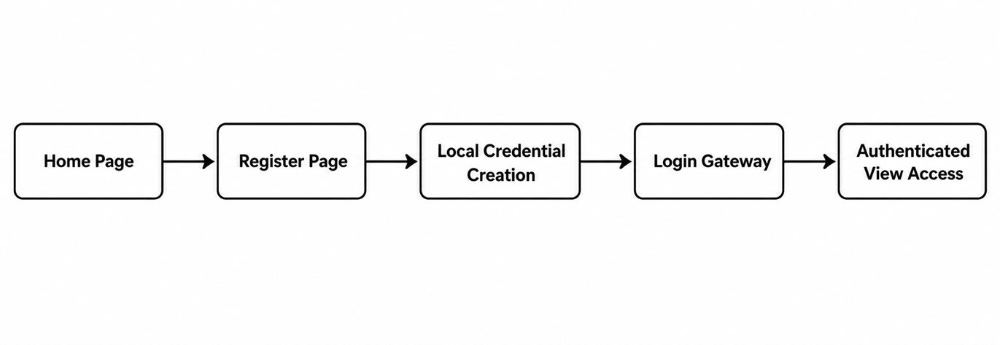 Home Page
Register Page
Local Credential
Creation
Login Gateway
Authenticated
View Access